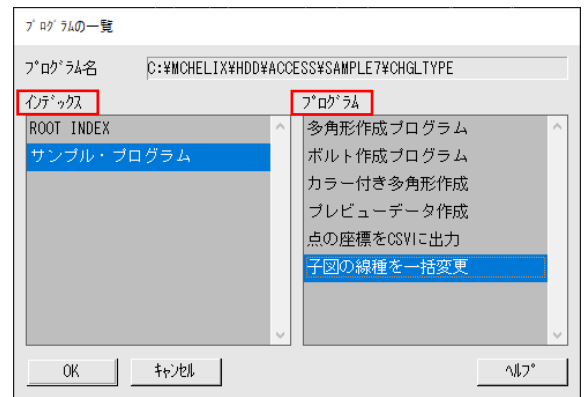 ﾌﾟﾛｸﾞﾗﾑの一覧
ﾌﾟﾛｸﾞﾗﾑ名 C:¥MCHELIX¥HDD¥ACCESS¥SAMPLE7¥CHGLTYPE
ｲﾝﾃﾞｯｸｽ ﾌﾟﾛｸﾞﾗﾑ
ROOT INDEX
サンプル・プログラム
多角形作成プログラム
ボルト作成プログラム
カラー付き多角形作成
プレビューデータ作成
点の座標をCSVに出力
子図の線種を一括変更
OK ｷｬﾝｾﾙ ﾍﾙﾌﾟ